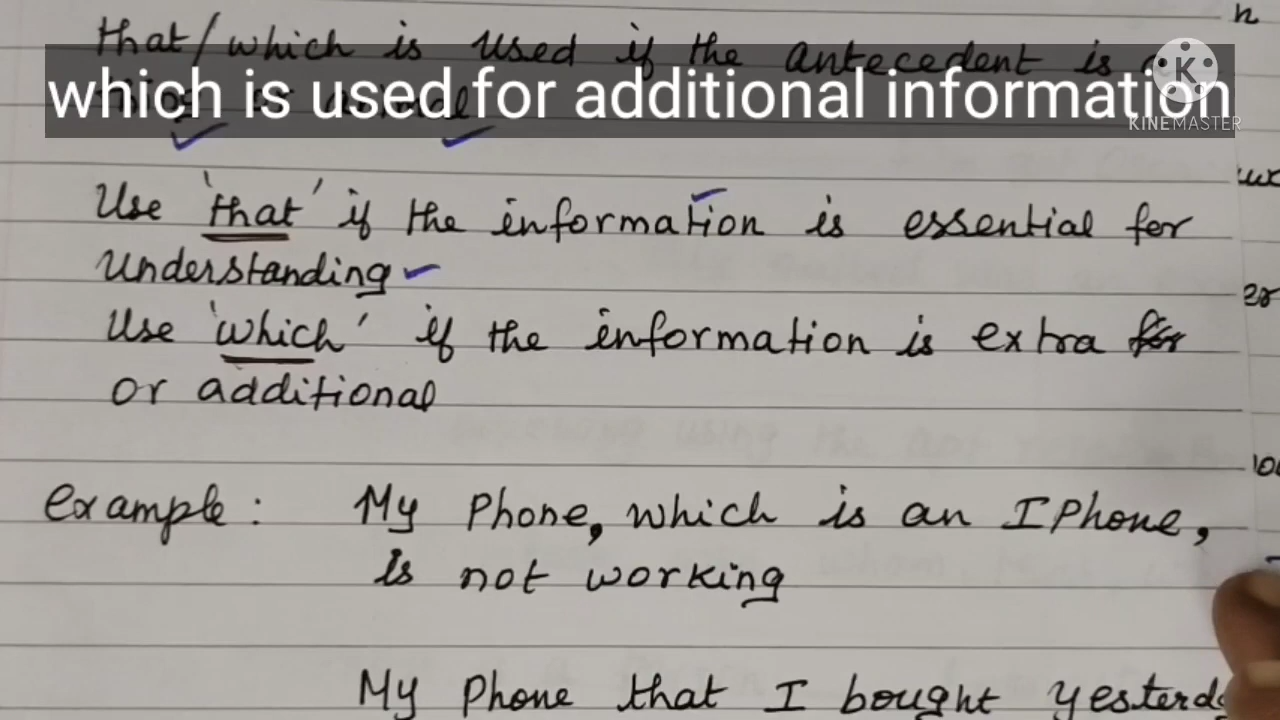 that/which is used if the antecedent is a
which is used for additional information
KINEMASTER
Use 'that' if the information is essential for
understanding
Use 'which' if the information is extra for
or additional
example: My Phone, which is an IPhone,
is not working
My Phone that I bought yesterd